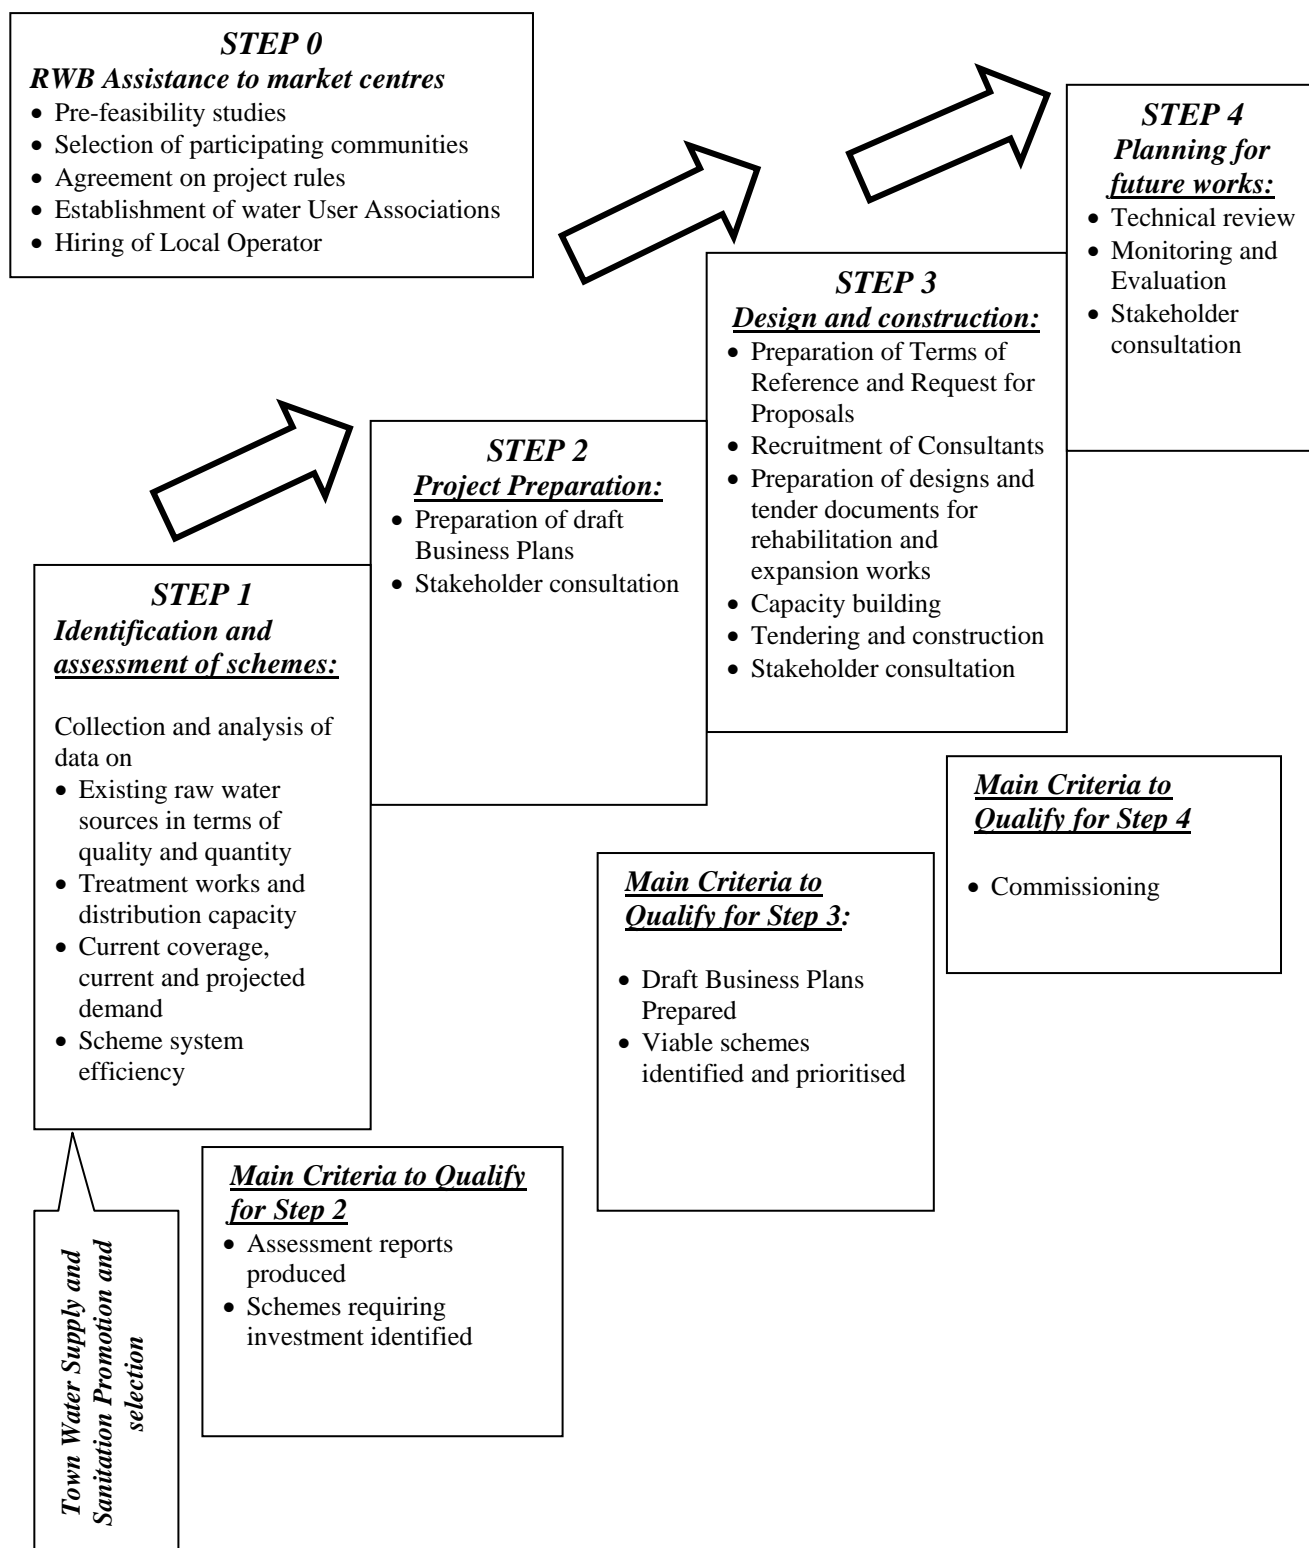 STEP 0
RWB Assistance to market centres
• Pre-feasibility studies
• Selection of participating communities
• Agreement on project rules
• Establishment of water User Associations
• Hiring of Local Operator
STEP 1
Identification and
assessment of schemes:
Collection and analysis of
data on
• Existing raw water
sources in terms of
quality and quantity
• Treatment works and
distribution capacity
• Current coverage,
current and projected
demand
• Scheme system
efficiency
STEP 2
Project Preparation:
• Preparation of draft
Business Plans
• Stakeholder consultation
STEP 3
Design and construction:
• Preparation of Terms of
Reference and Request for
Proposals
• Recruitment of Consultants
• Preparation of designs and
tender documents for
rehabilitation and
expansion works
• Capacity building
• Tendering and construction
• Stakeholder consultation
STEP 4
Planning for
future works:
• Technical review
• Monitoring and
Evaluation
• Stakeholder
consultation
Town Water Supply and
Sanitation Promotion and
selection
Main Criteria to Qualify
for Step 2
• Assessment reports
produced
• Schemes requiring
investment identified
Main Criteria to
Qualify for Step 3:
• Draft Business Plans
Prepared
• Viable schemes
identified and prioritised
Main Criteria to
Qualify for Step 4
• Commissioning